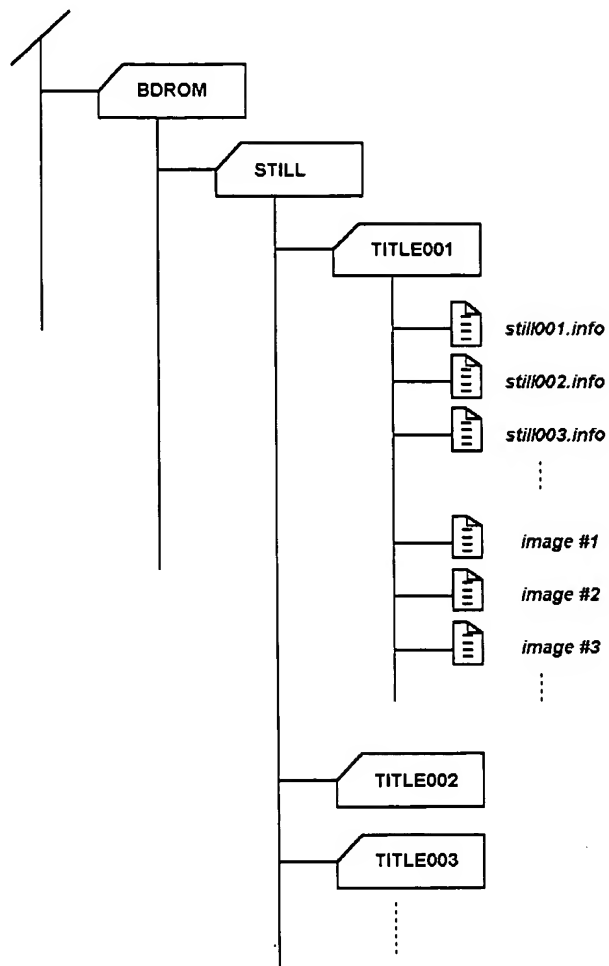 BDROM
STILL
TITLE001
still001.info
still002.info
still003.info
image #1
image #2
image #3
TITLE002
TITLE003